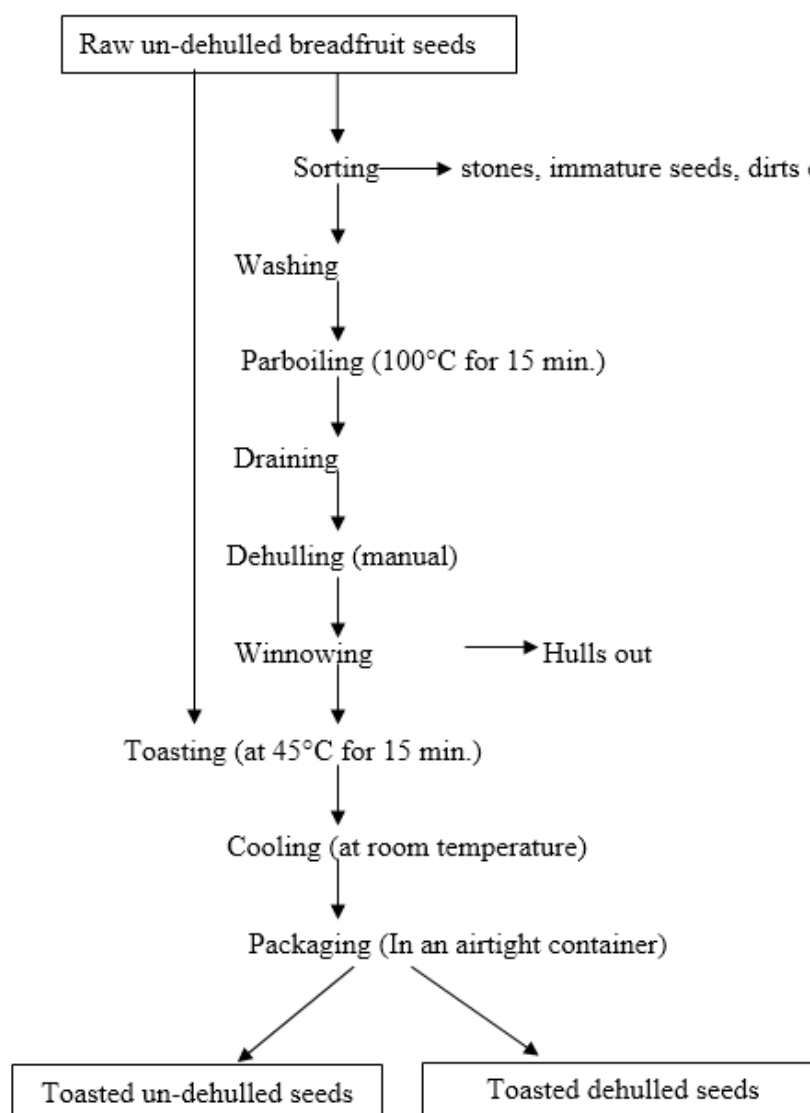 Raw un-dehulled breadfruit seeds
Sorting stones, immature seeds, dirts
Washing
Parboiling (100°C for 15 min.)
Draining
Dehulling (manual)
Winnowing Hulls out
Toasting (at 45°C for 15 min.)
Cooling (at room temperature)
Packaging (In an airtight container)
Toasted un-dehulled seeds Toasted dehulled seeds